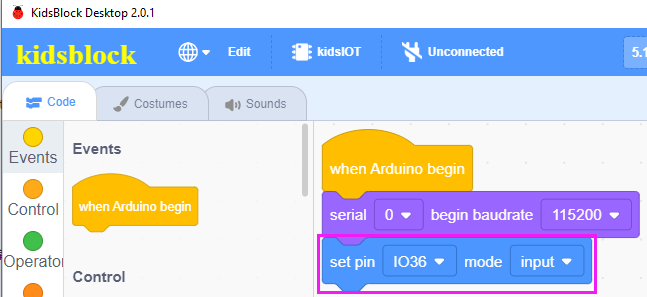 KidsBlock Desktop 2.0.1
kidsblock Edit kidsIOT Unconnected 5.1
Code Costumes Sounds
Events
Events
when Arduino begin
when Arduino begin
Control
serial 0 begin baudrate 115200
Operator
set pin IO36 mode input
Control